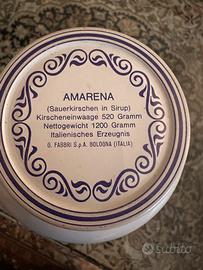 AMARENA
(Sauerkirschen in Sirup)
Kirscheneinwaage 520 Gramm
Nettogewicht 1200 Gramm
Italienisches Erzeugnis
G. FABBRI S.p.A. BOLOGNA (ITALIA)
subito